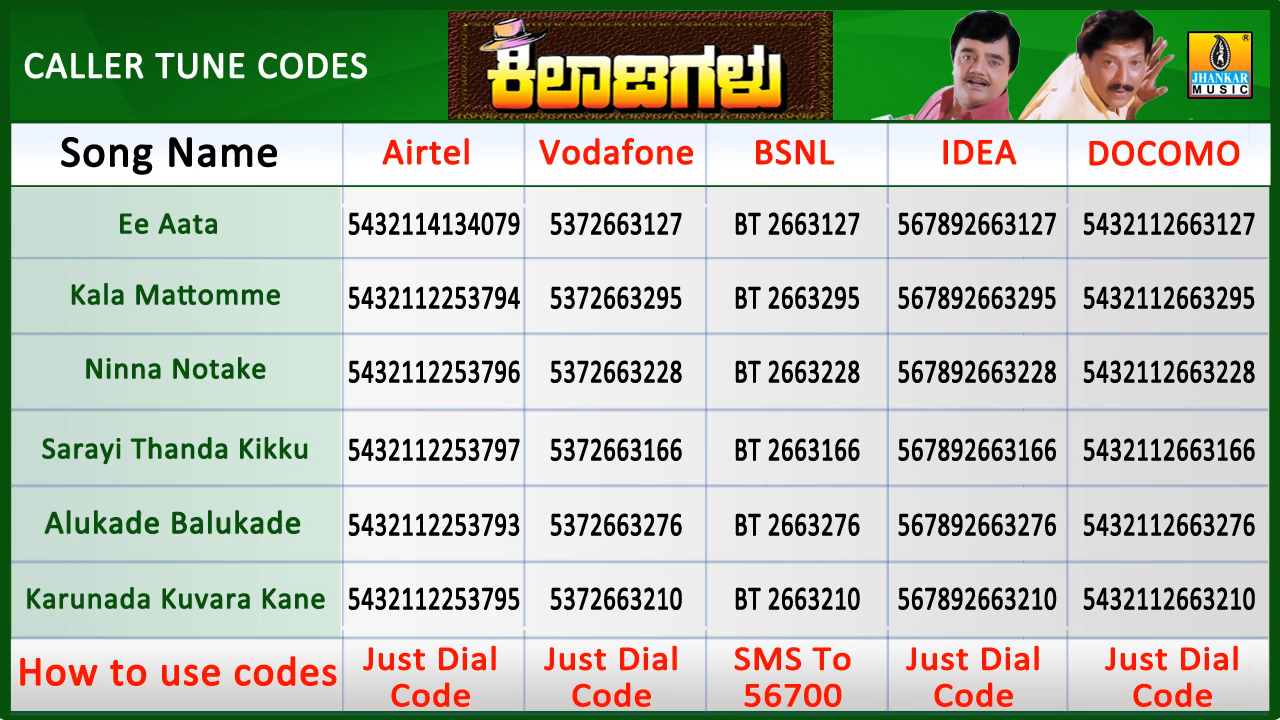 CALLER TUNE CODES
ಕಿಲಾಡಿಗಳು
JHANKAR
MUSIC
®
Song Name Airtel Vodafone BSNL IDEA DOCOMO
Ee Aata 5432114134079 5372663127 BT 2663127 567892663127 5432112663127
Kala Mattomme 5432112253794 5372663295 BT 2663295 567892663295 5432112663295
Ninna Notake 5432112253796 5372663228 BT 2663228 567892663228 5432112663228
Sarayi Thanda Kikku 5432112253797 5372663166 BT 2663166 567892663166 5432112663166
Alukade Balukade 5432112253793 5372663276 BT 2663276 567892663276 5432112663276
Karunada Kuvara Kane 5432112253795 5372663210 BT 2663210 567892663210 5432112663210
How to use codes Just Dial Code Just Dial Code SMS To 56700 Just Dial Code Just Dial Code